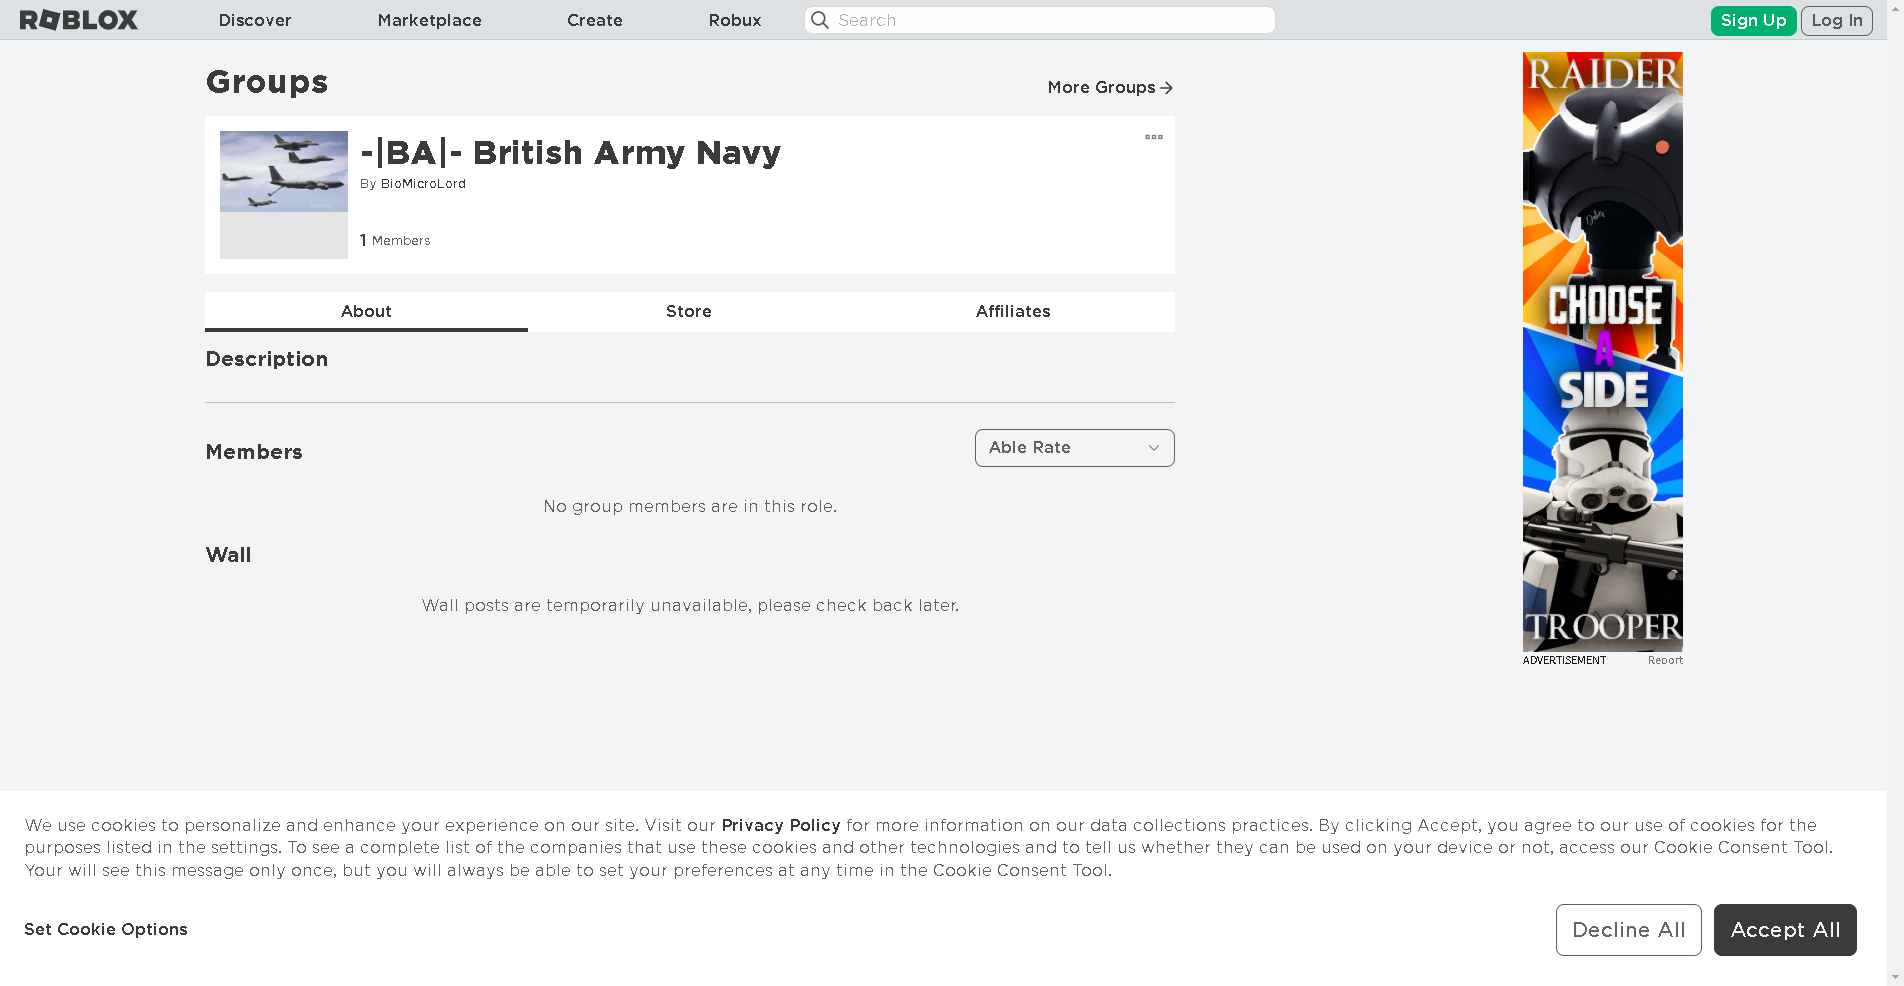 ROBLOX Discover Marketplace Create Robux Search Sign Up Log In
Groups
More Groups
-|BA|- British Army Navy
By BioMicroLord
1 Members
About Store Affiliates
Description
Members
Able Rate
No group members are in this role.
Wall
Wall posts are temporarily unavailable, please check back later.
RAIDER
CHOOSE
A
SIDE
TROOPER
ADVERTISEMENT Report
We use cookies to personalize and enhance your experience on our site. Visit our Privacy Policy for more information on our data collections practices. By clicking Accept, you agree to our use of cookies for the
purposes listed in the settings. To see a complete list of the companies that use these cookies and other technologies and to tell us whether they can be used on your device or not, access our Cookie Consent Tool.
Your will see this message only once, but you will always be able to set your preferences at any time in the Cookie Consent Tool.
Set Cookie Options
Decline All
Accept All